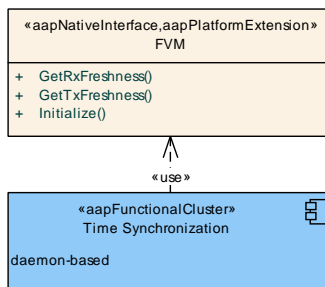 «aapNativeInterface,aapPlatformExtension»
FVM
+ GetRxFreshness()
+ GetTxFreshness()
+ Initialize()
«use»
«aapFunctionalCluster»
Time Synchronization
daemon-based